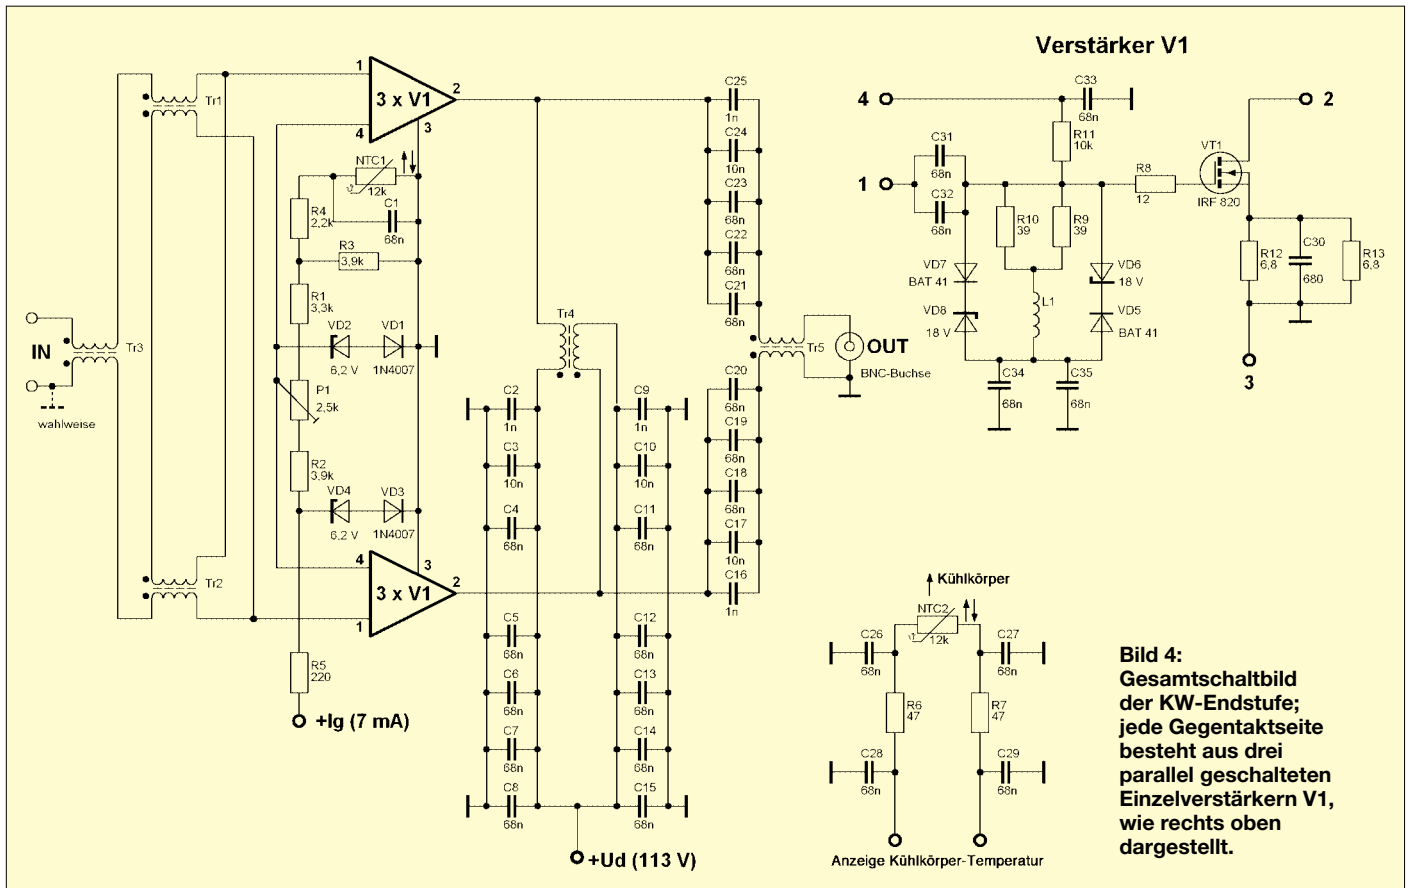 Verstärker V1
1
3 x V1
2
4
3
Tr1
NTC1
12k
C1
68n
R4
2,2k
R3
3,9k
R1
3,3k
VD2
6,2 V
VD1
1N4007
IN
Tr3
wahlweise
P1
2,5k
R2
3,9k
VD4
6,2 V
VD3
1N4007
Tr2
4
3 x V1
3
2
1
R5
220
+Ig (7 mA)
Tr4
C2
1n
C3
10n
C4
68n
C5
68n
C6
68n
C7
68n
C8
68n
C9
1n
C10
10n
C11
68n
C12
68n
C13
68n
C14
68n
C15
68n
+Ud (113 V)
C25
1n
C24
10n
C23
68n
C22
68n
C21
68n
Tr5
OUT
BNC-Buchse
C20
68n
C19
68n
C18
68n
C17
10n
C16
1n
4
C33
68n
R11
10k
2
C31
68n
1
C32
68n
R8
12
VT1
IRF 820
R10
39
R9
39
VD7
BAT 41
VD6
18 V
VD8
18 V
L1
VD5
BAT 41
C34
68n
C35
68n
R12
6,8
C30
680
R13
6,8
3
Kühlkörper
NTC2
12k
C26
68n
C27
68n
R6
47
R7
47
C28
68n
C29
68n
Anzeige Kühlkörper-Temperatur
Bild 4:
Gesamtschaltbild
der KW-Endstufe;
jede Gegentaktseite
besteht aus drei
parallel geschalteten
Einzelverstärkern V1,
wie rechts oben
dargestellt.